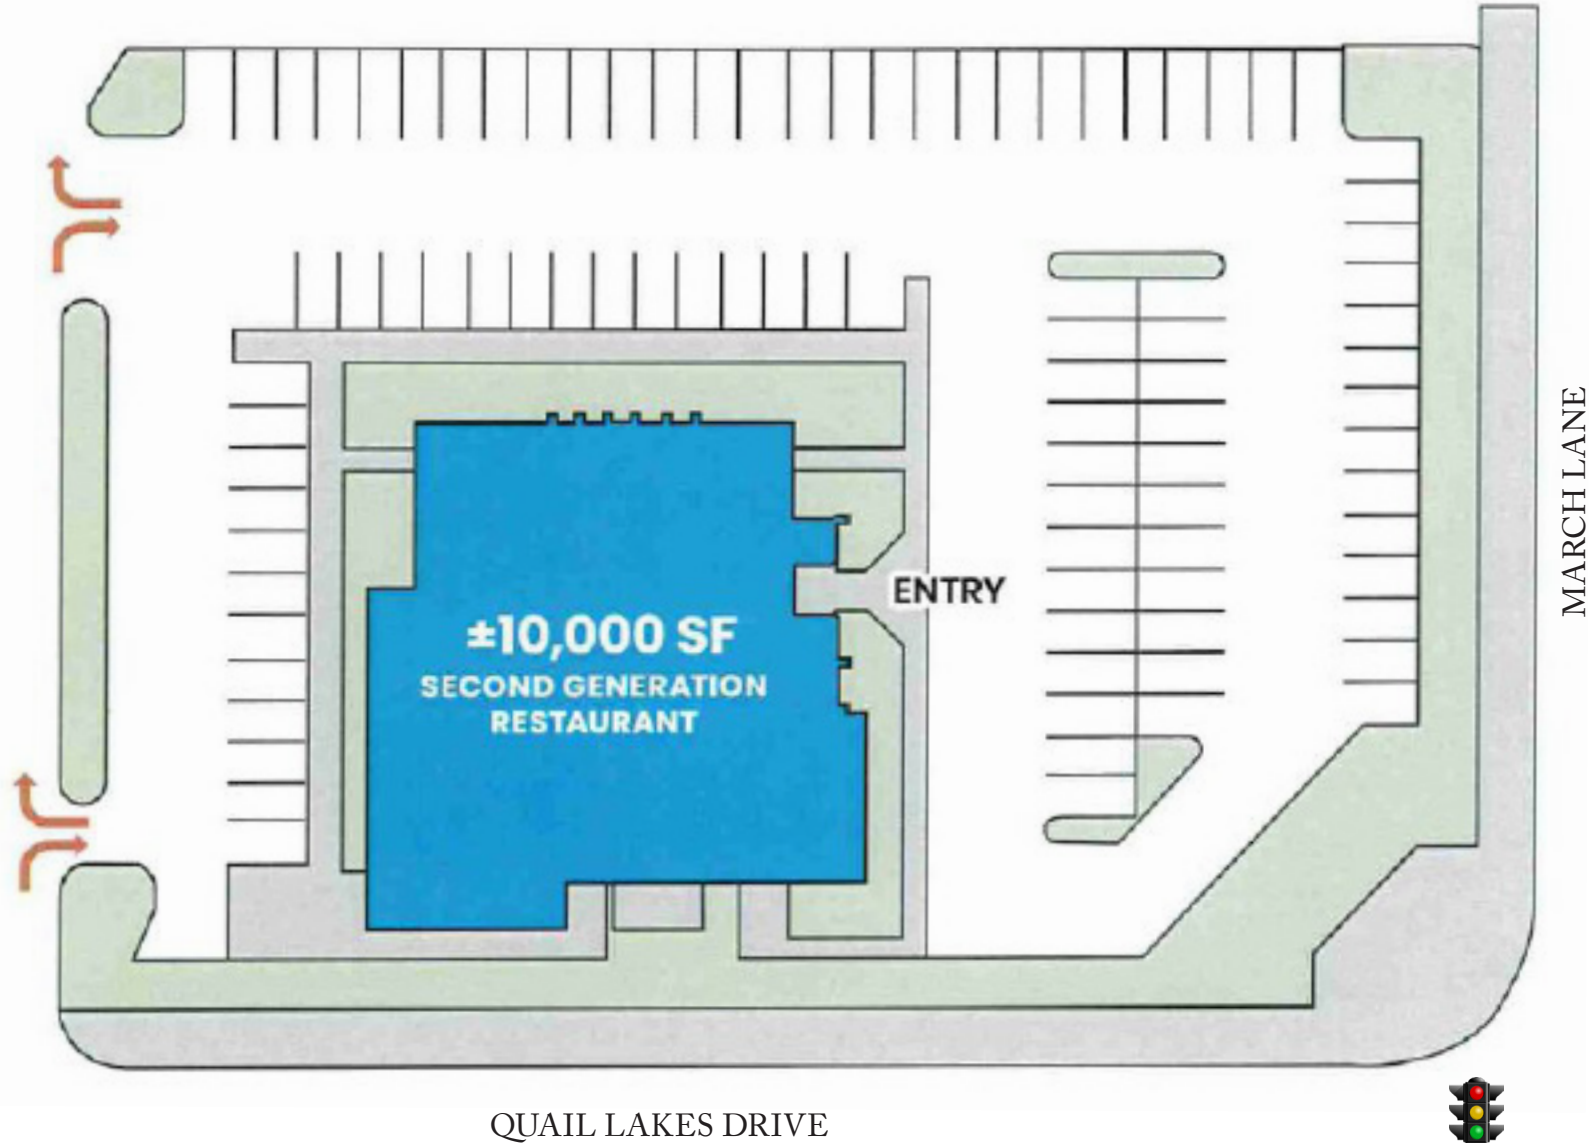 MARCH LANE
ENTRY
±10,000 SF
SECOND GENERATION
RESTAURANT
QUAIL LAKES DRIVE